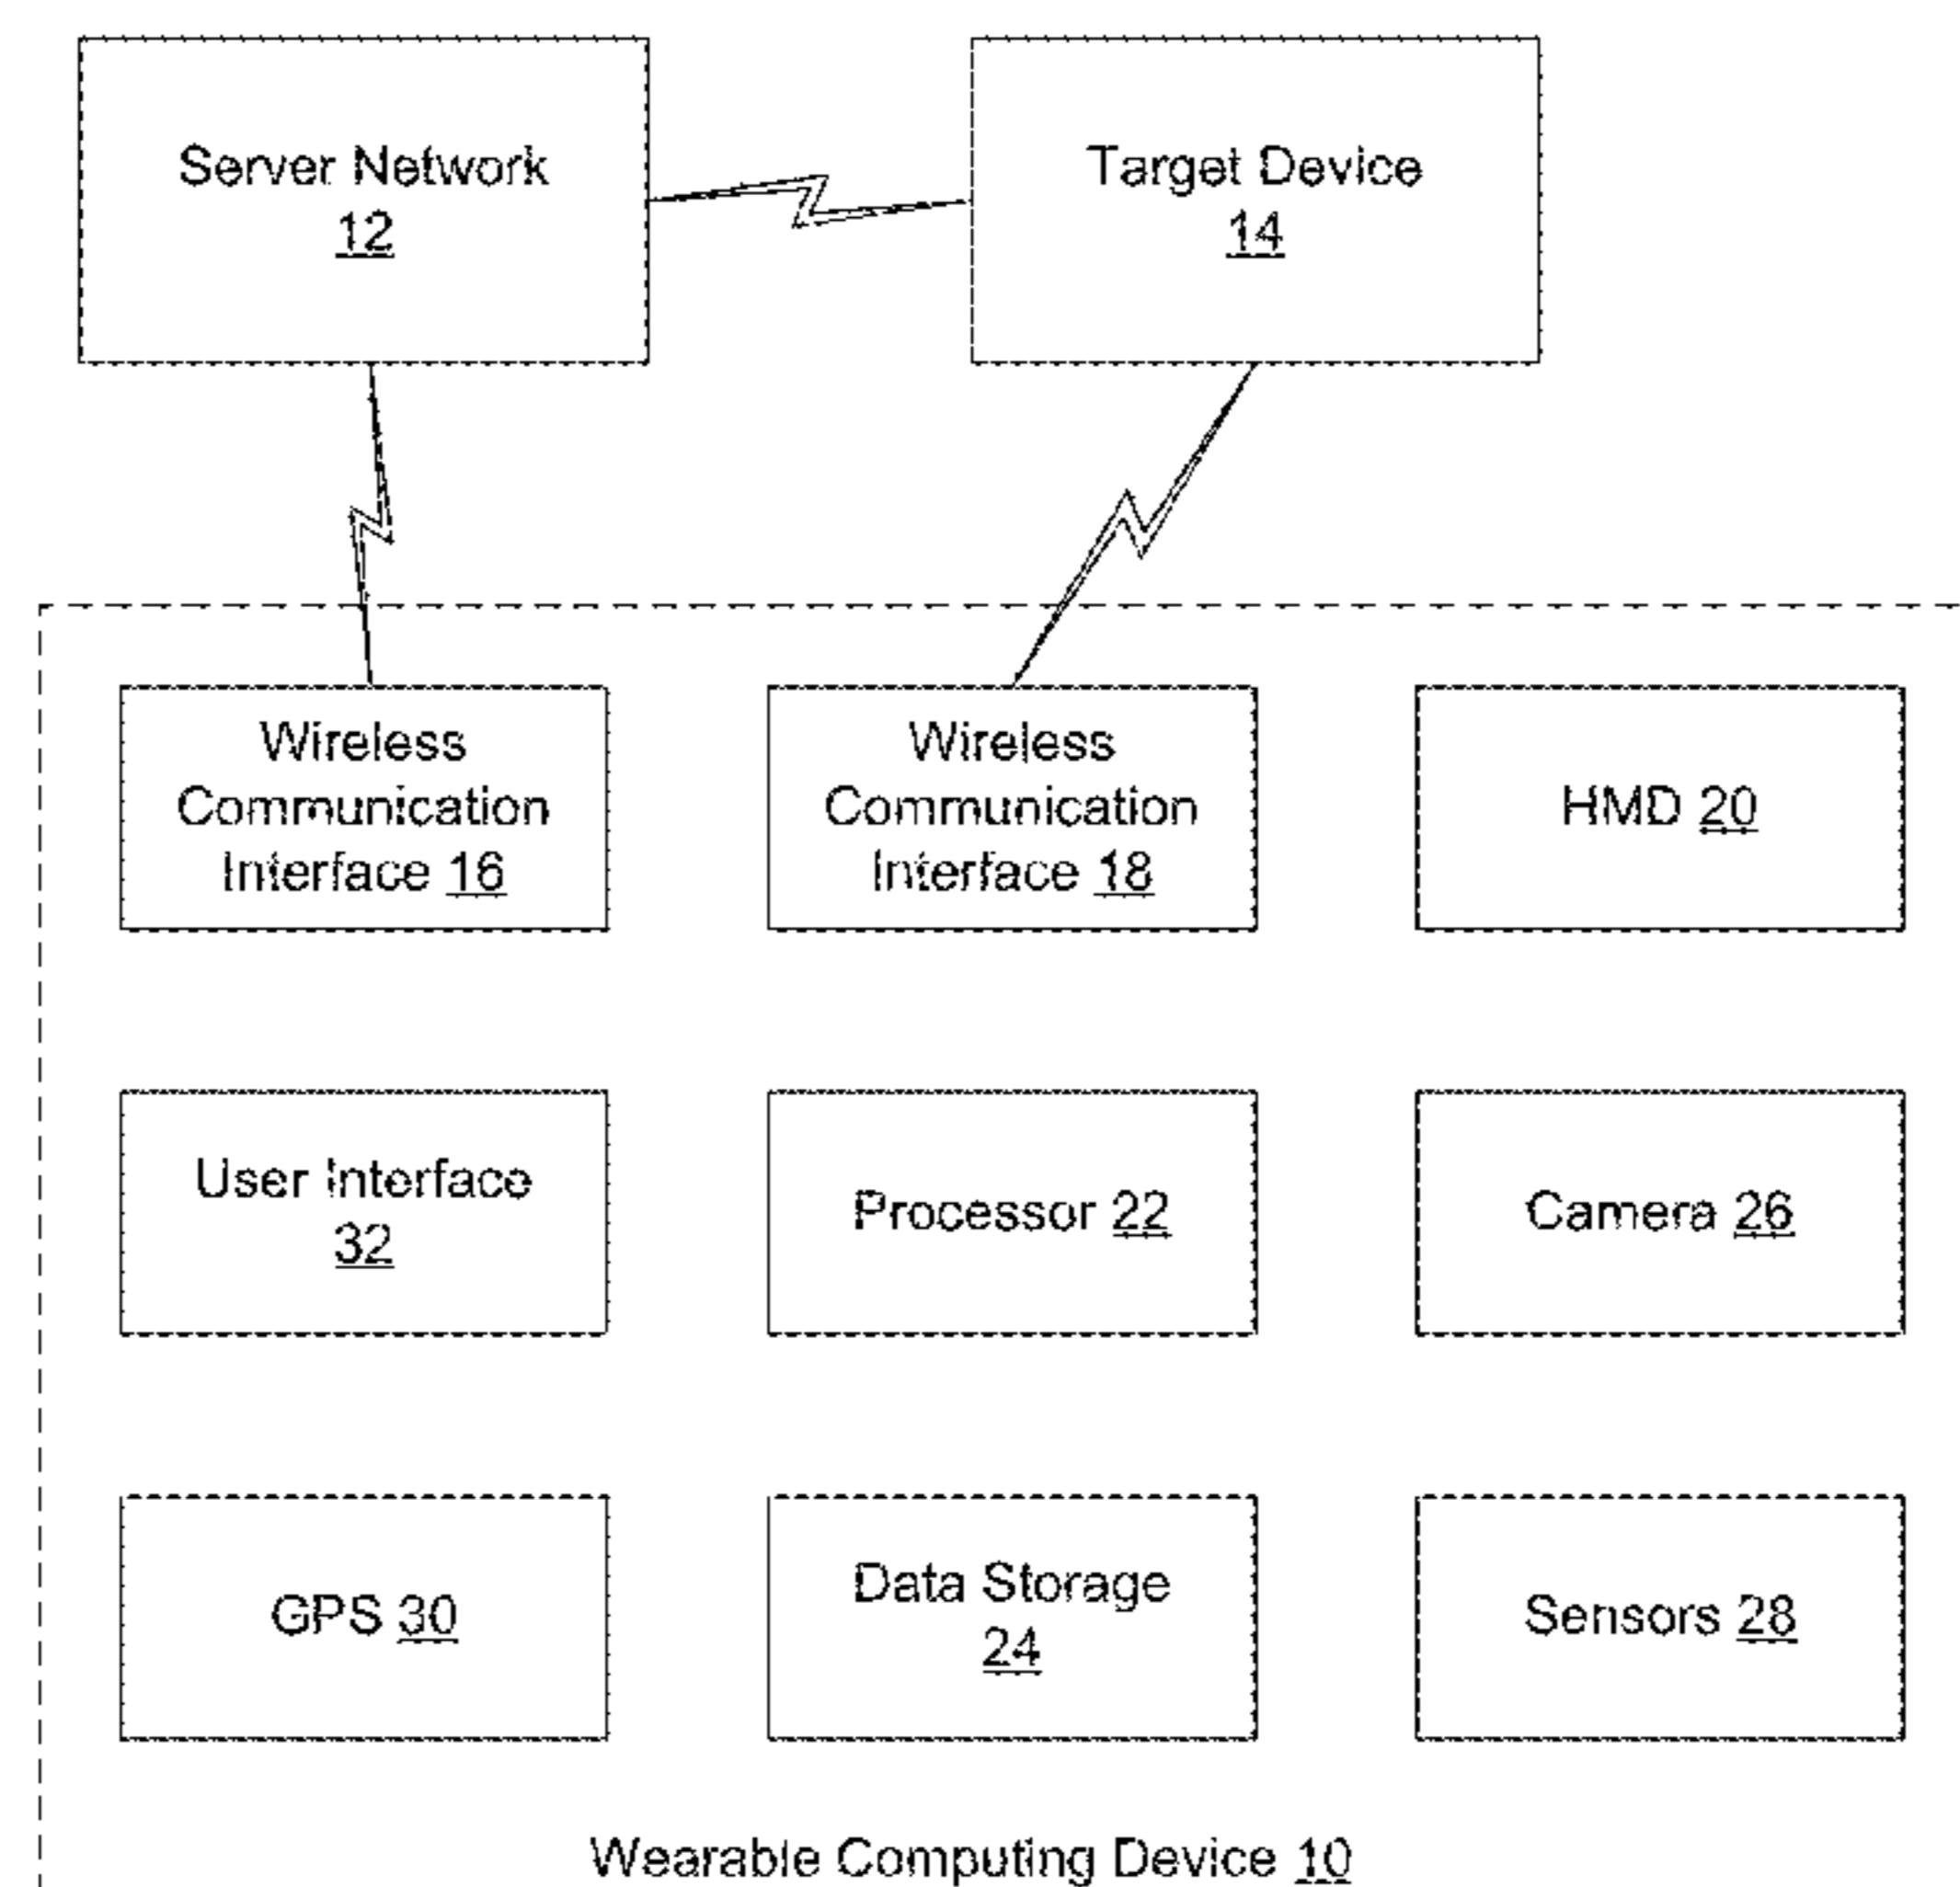 Server Network
12
Target Device
14
Wireless
Communication
Interface 16
Wireless
Communication
Interface 18
HMD 20
User Interface
32
Processor 22
Camera 26
GPS 30
Data Storage
24
Sensors 28
Wearable Computing Device 10